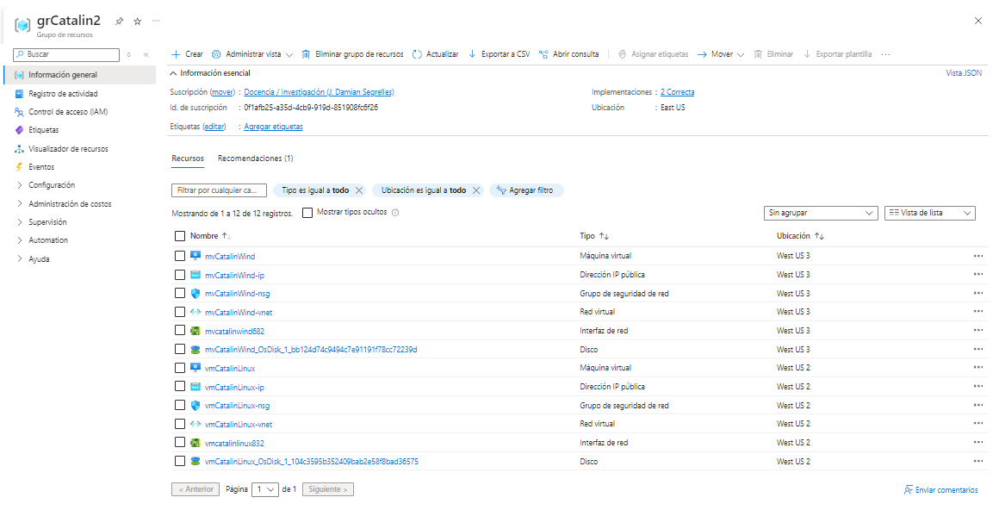 grCatalin2
Grupo de recursos
Buscar
Crear Administrar vista Eliminar grupo de recursos Actualizar Exportar a CSV Abrir consulta Asignar etiquetas Mover Eliminar Exportar plantilla
Información general
Registro de actividad
Control de acceso (IAM)
Etiquetas
Visualizador de recursos
Eventos
Configuración
Administración de costos
Supervisión
Automation
Ayuda
Información esencial
Vista JSON
Suscripción (mover) : Docencia / Investigación (J. Damian Segrelles)
Implementaciones : 2 Correcta
Id. de suscripción : 0f1afb25-a35d-4cb9-919d-851908fc6f26
Ubicación : East US
Etiquetas (editar) : Agregar etiquetas
Recursos Recomendaciones (1)
Filtrar por cualquier ca... Tipo es igual a todo Ubicación es igual a todo Agregar filtro
Mostrando de 1 a 12 de 12 registros. Mostrar tipos ocultos
Sin agrupar Vista de lista
Nombre Tipo Ubicación
mvCatalinWind Máquina virtual West US 3
mvCatalinWind-ip Dirección IP pública West US 3
mvCatalinWind-nsg Grupo de seguridad de red West US 3
mvCatalinWind-vnet Red virtual West US 3
mvcatalinwind682 Interfaz de red West US 3
mvCatalinWind_OsDisk_1_bb124d74c9494c7e91191f78cc72239d Disco West US 3
vmCatalinLinux Máquina virtual West US 2
vmCatalinLinux-ip Dirección IP pública West US 2
vmCatalinLinux-nsg Grupo de seguridad de red West US 2
vmCatalinLinux-vnet Red virtual West US 2
vmcatalinlinux832 Interfaz de red West US 2
vmCatalinLinux_OsDisk_1_104c3595b352409bab2e58f8bad36575 Disco West US 2
< Anterior Página 1 de 1 Siguiente >
Enviar comentarios